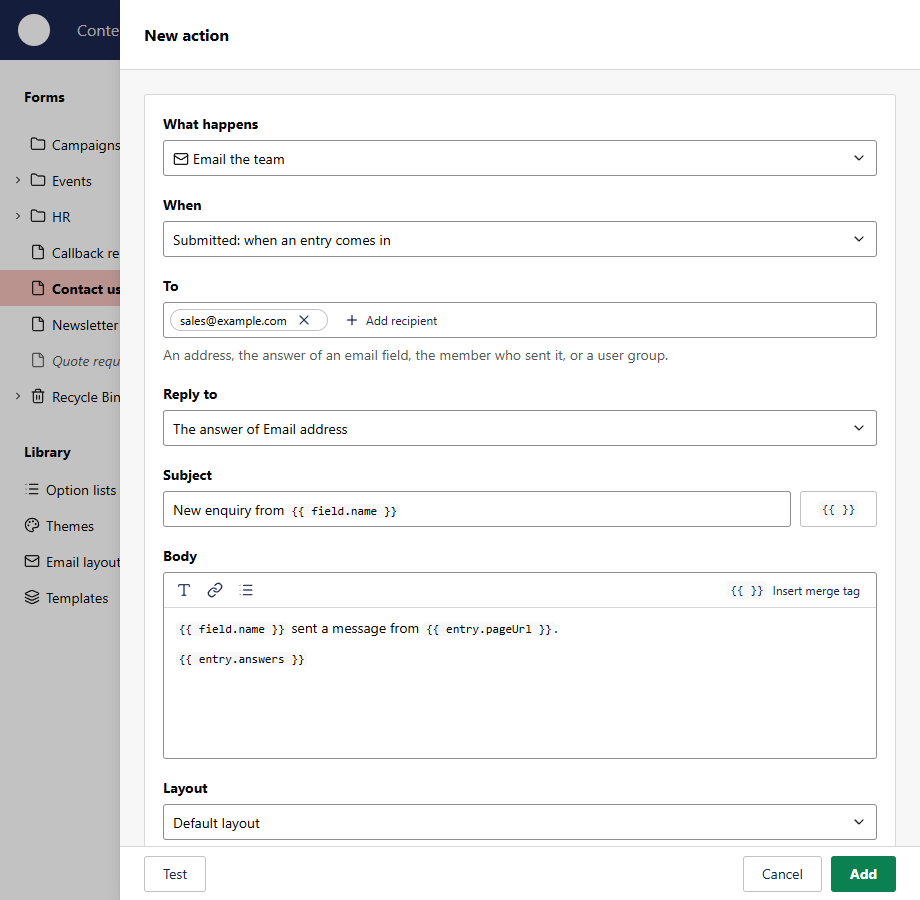 Conte
New action
Forms
Campaigns
Events
HR
Callback re
Contact us
Newsletter
Quote requ
Recycle Bin
Library
Option lists
Themes
Email layout
Templates
What happens
Email the team
When
Submitted: when an entry comes in
To
sales@example.com
Add recipient
An address, the answer of an email field, the member who sent it, or a user group.
Reply to
The answer of Email address
Subject
New enquiry from {{ field.name }}
{{ }}
Body
{{ }} Insert merge tag
{{ field.name }} sent a message from {{ entry.pageUrl }}.
{{ entry.answers }}
Layout
Default layout
Test
Cancel
Add